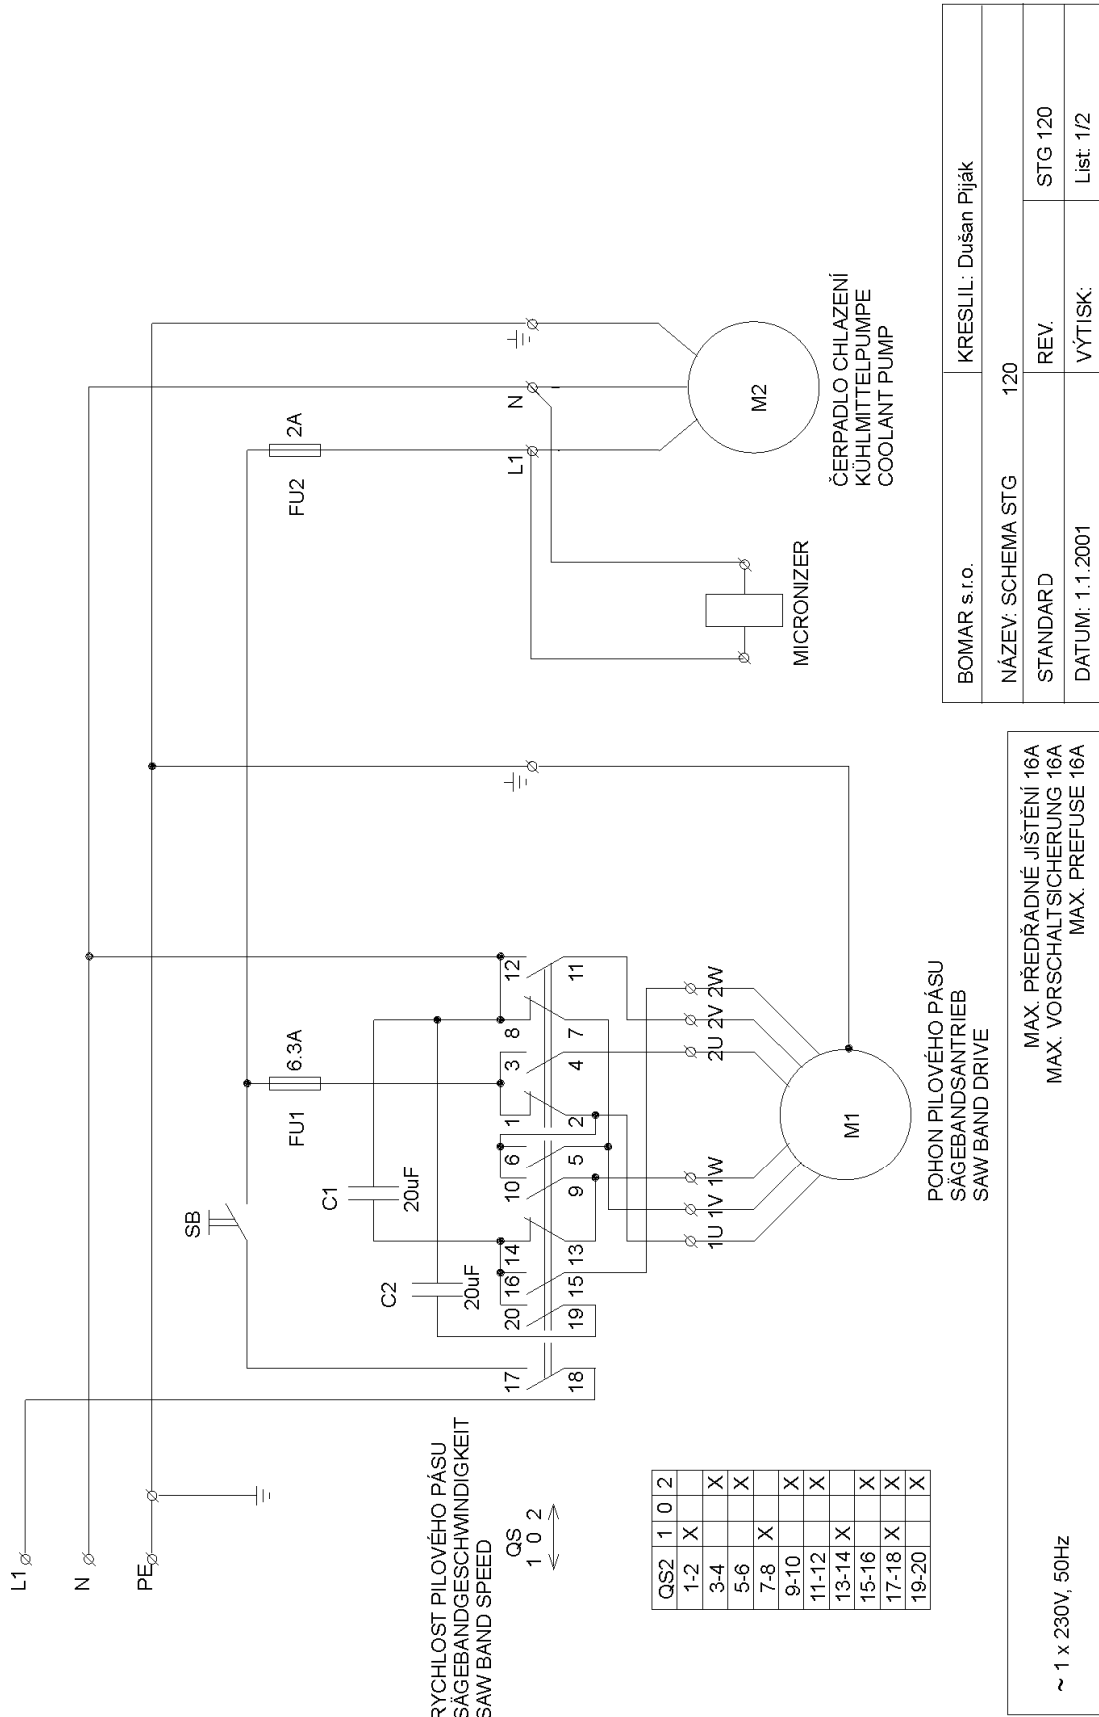 L1
N
PE
SB
FU1
6.3A
FU2
2A
C1
20uF
C2
20uF
RYCHLOST PILOVÉHO PÁSU
SÄGEBANDGESCHWINDIGKEIT
SAW BAND SPEED
QS
1 0 2
17
20 16 14
10
6
1
3
8
12
18
19 15 13
9
5
2
4
7
11
L1
N
1U 1V 1W
2U 2V 2W
M1
POHON PILOVÉHO PÁSU
SÄGEBANDSANTRIEB
SAW BAND DRIVE
MICRONIZER
M2
ČERPADLO CHLAZENÍ
KÜHLMITTELPUMPE
COOLANT PUMP
QS2 1 0 2
1-2 X
3-4 X
5-6 X
7-8 X
9-10 X
11-12 X
13-14 X
15-16 X
17-18 X X
19-20 X
~ 1 x 230V, 50Hz
MAX. PŘEDŘADNÉ JIŠTĚNÍ 16A
MAX. VORSCHALTSICHERUNG 16A
MAX. PREFUSE 16A
BOMAR s.r.o. KRESLIL: Dušan Piják
NÁZEV: SCHEMA STG 120
STANDARD REV. STG 120
DATUM: 1.1.2001 VÝTISK: List: 1/2